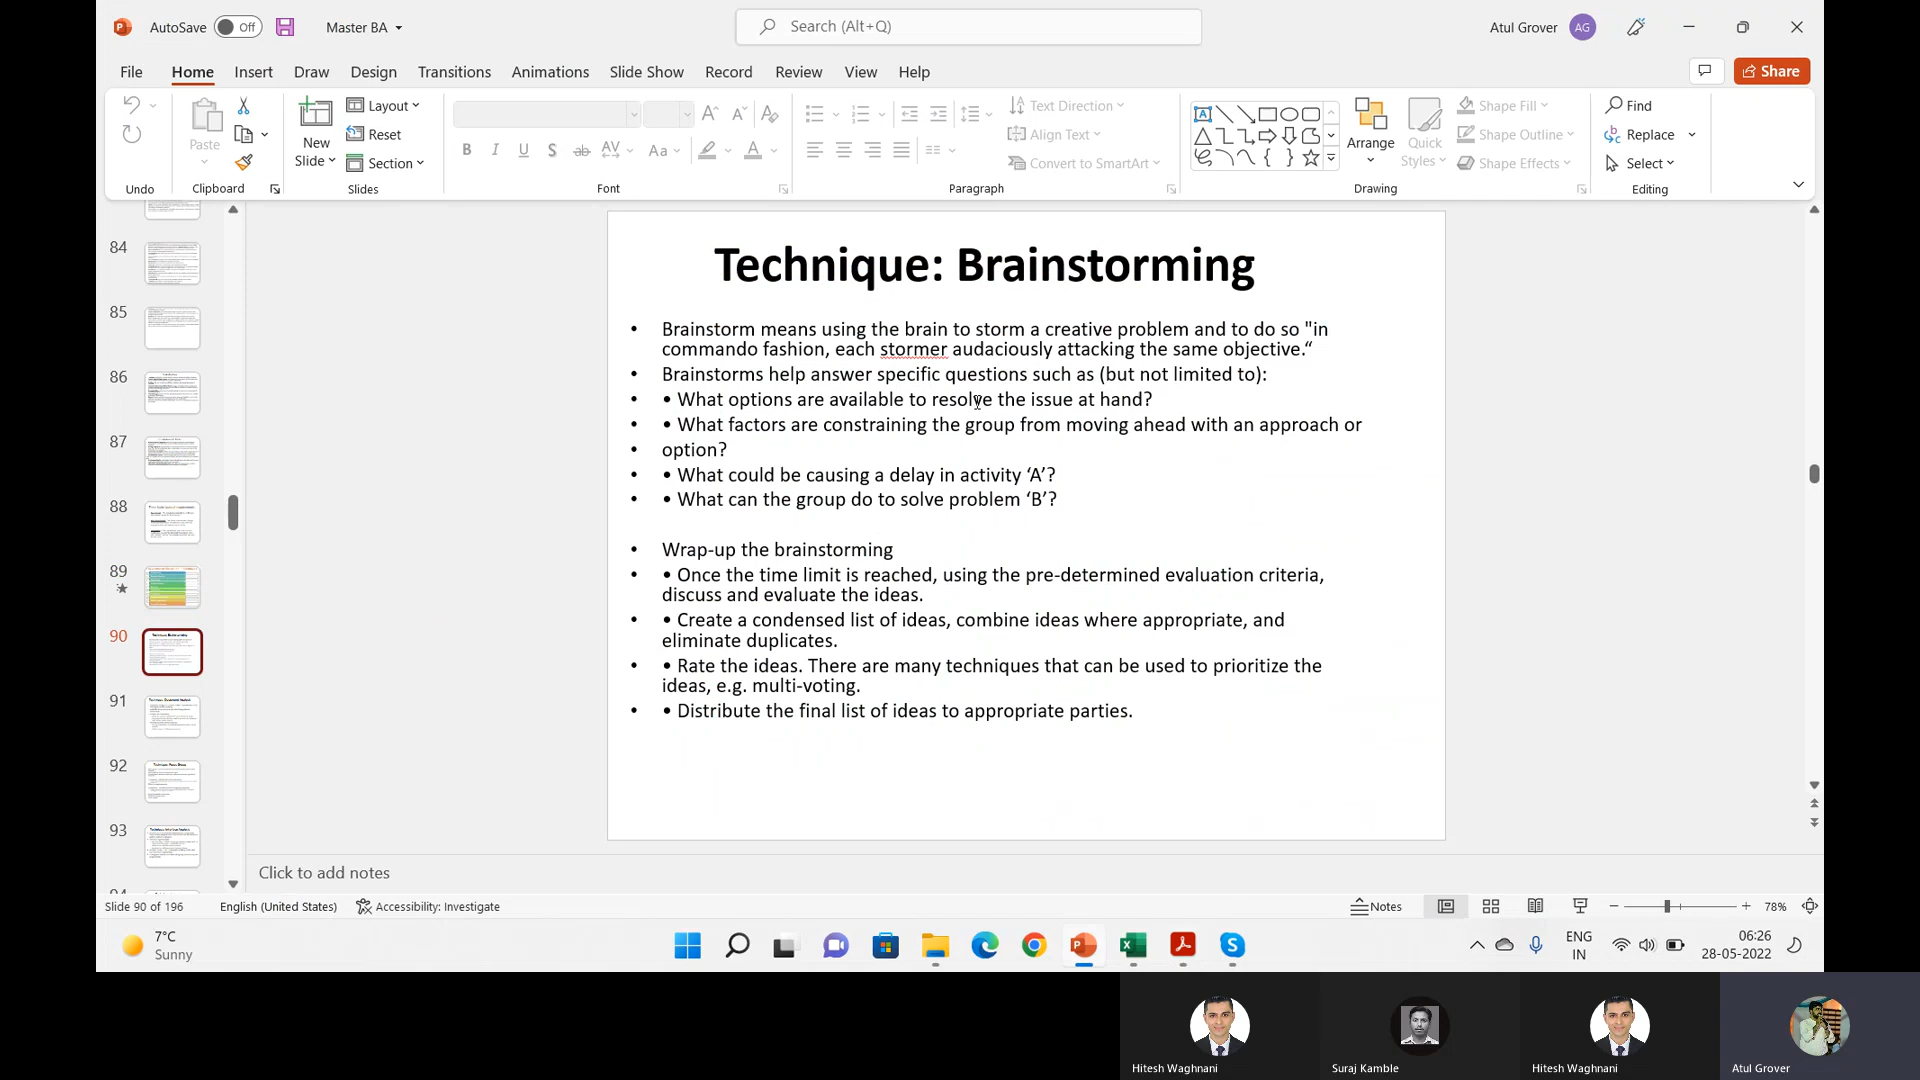 AutoSave Off Master BA Search (Alt+Q) Atul Grover AG
File Home Insert Draw Design Transitions Animations Slide Show Record Review View Help Share
Paste New Slide Layout Reset Section
Text Direction Align Text Convert to SmartArt
Arrange Quick Styles Shape Fill Shape Outline Shape Effects
Find Replace Select
Undo Clipboard Slides Font Paragraph Drawing Editing
84
85
86
87
88
89
90
91
92
93
Technique: Brainstorming
• Brainstorm means using the brain to storm a creative problem and to do so "in
commando fashion, each stormer audaciously attacking the same objective.“
• Brainstorms help answer specific questions such as (but not limited to):
• • What options are available to resolve the issue at hand?
• • What factors are constraining the group from moving ahead with an approach or
• option?
• • What could be causing a delay in activity ‘A’?
• • What can the group do to solve problem ‘B’?
• Wrap-up the brainstorming
• • Once the time limit is reached, using the pre-determined evaluation criteria,
discuss and evaluate the ideas.
• • Create a condensed list of ideas, combine ideas where appropriate, and
eliminate duplicates.
• • Rate the ideas. There are many techniques that can be used to prioritize the
ideas, e.g. multi-voting.
• • Distribute the final list of ideas to appropriate parties.
Click to add notes
Slide 90 of 196 English (United States) Accessibility: Investigate Notes 78%
7°C
Sunny
ENG
IN
06:26
28-05-2022
Hitesh Waghnani Suraj Kamble Hitesh Waghnani Atul Grover